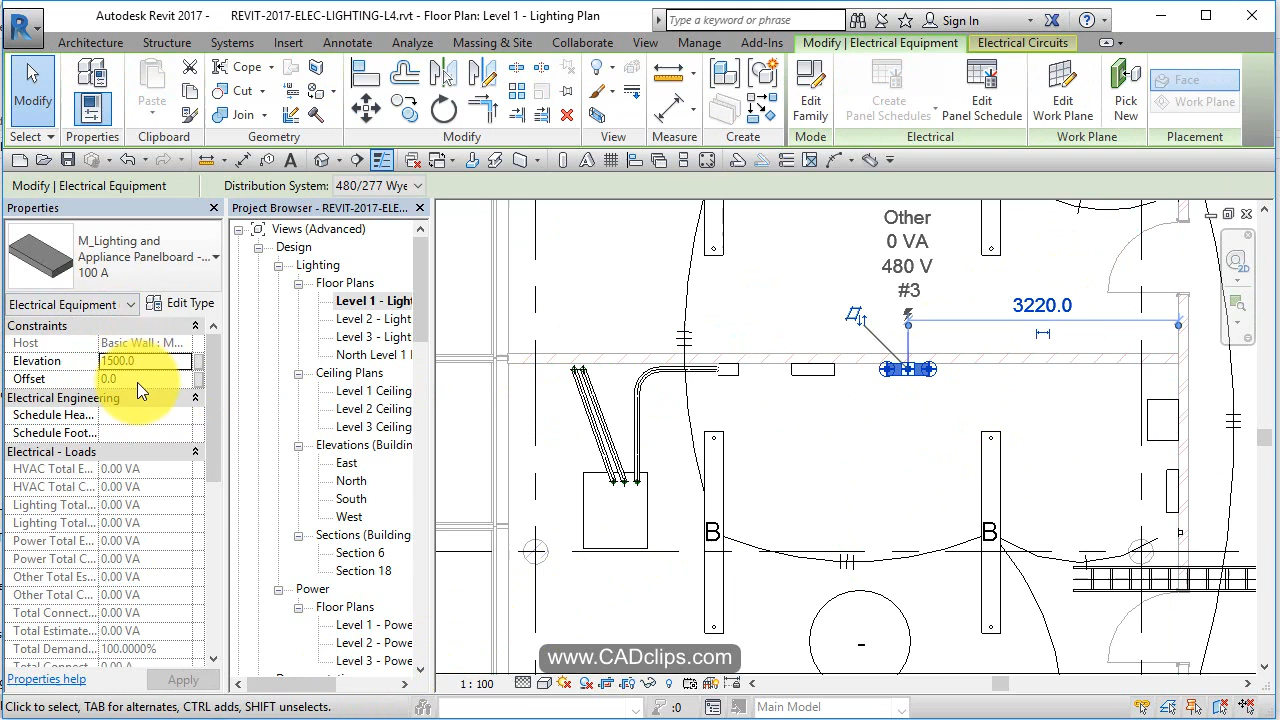 Autodesk Revit 2017 - REVIT-2017-ELEC-LIGHTING-L4.rvt - Floor Plan: Level 1 - Lighting Plan
Type a keyword or phrase
Sign In
Architecture Structure Systems Insert Annotate Analyze Massing & Site Collaborate View Manage Add-Ins Modify | Electrical Equipment Electrical Circuits
Modify
Properties
Paste
Cope
Cut
Join
Edit Family
Create Panel Schedules
Edit Panel Schedule
Edit Work Plane
Pick New
Face
Work Plane
Select Properties Clipboard Geometry Modify View Measure Create Mode Electrical Work Plane Placement
Modify | Electrical Equipment
Distribution System: 480/277 Wye
Properties
M_Lighting and
Appliance Panelboard -...
100 A
Electrical Equipment
Edit Type
Constraints
Host Basic Wall : M...
Elevation 1500.0
Offset 0.0
Electrical Engineering
Schedule Hea...
Schedule Foot...
Electrical - Loads
HVAC Total E... 0.00 VA
HVAC Total C... 0.00 VA
Lighting Total... 0.00 VA
Lighting Total... 0.00 VA
Power Total E... 0.00 VA
Power Total C... 0.00 VA
Other Total Es... 0.00 VA
Other Total C... 0.00 VA
Total Connect... 0.00 VA
Total Estimate... 0.00 VA
Total Demand... 100.0000%
Total Connect... 0.00 A
Properties help
Apply
Project Browser - REVIT-2017-ELE...
Views (Advanced)
Design
Lighting
Floor Plans
Level 1 - Light
Level 2 - Light
Level 3 - Light
North Level 1
Ceiling Plans
Level 1 Ceiling
Level 2 Ceiling
Level 3 Ceiling
Elevations (Building
East
North
South
West
Sections (Building
Section 6
Section 18
Power
Floor Plans
Level 1 - Powe
Level 2 - Powe
Level 3 - Powe
Other
0 VA
480 V
#3
3220.0
2D
B
B
www.CADclips.com
1 : 100
Click to select, TAB for alternates, CTRL adds, SHIFT unselects.
:0
Main Model